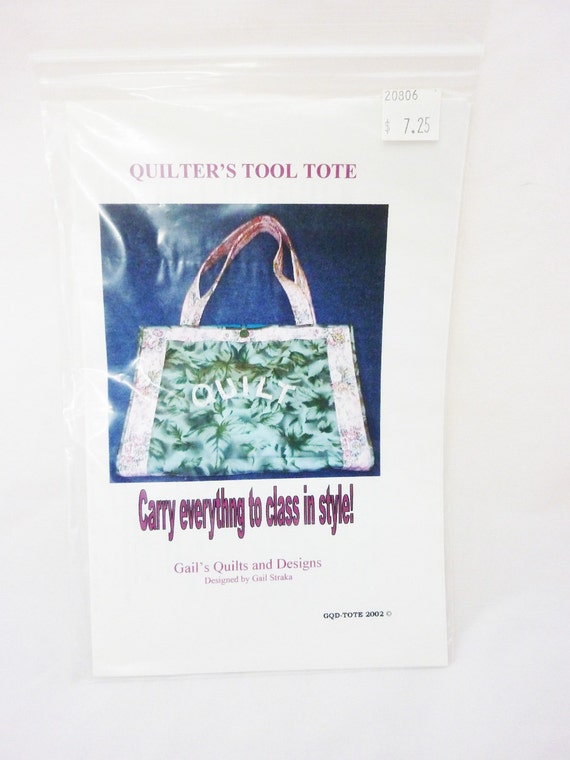 20806
$ 7.25
QUILTER'S TOOL TOTE
QUILT
Carry everythng to class in style!
Gail's Quilts and Designs
Designed by Gail Straka
GQD-TOTE 2002 ©